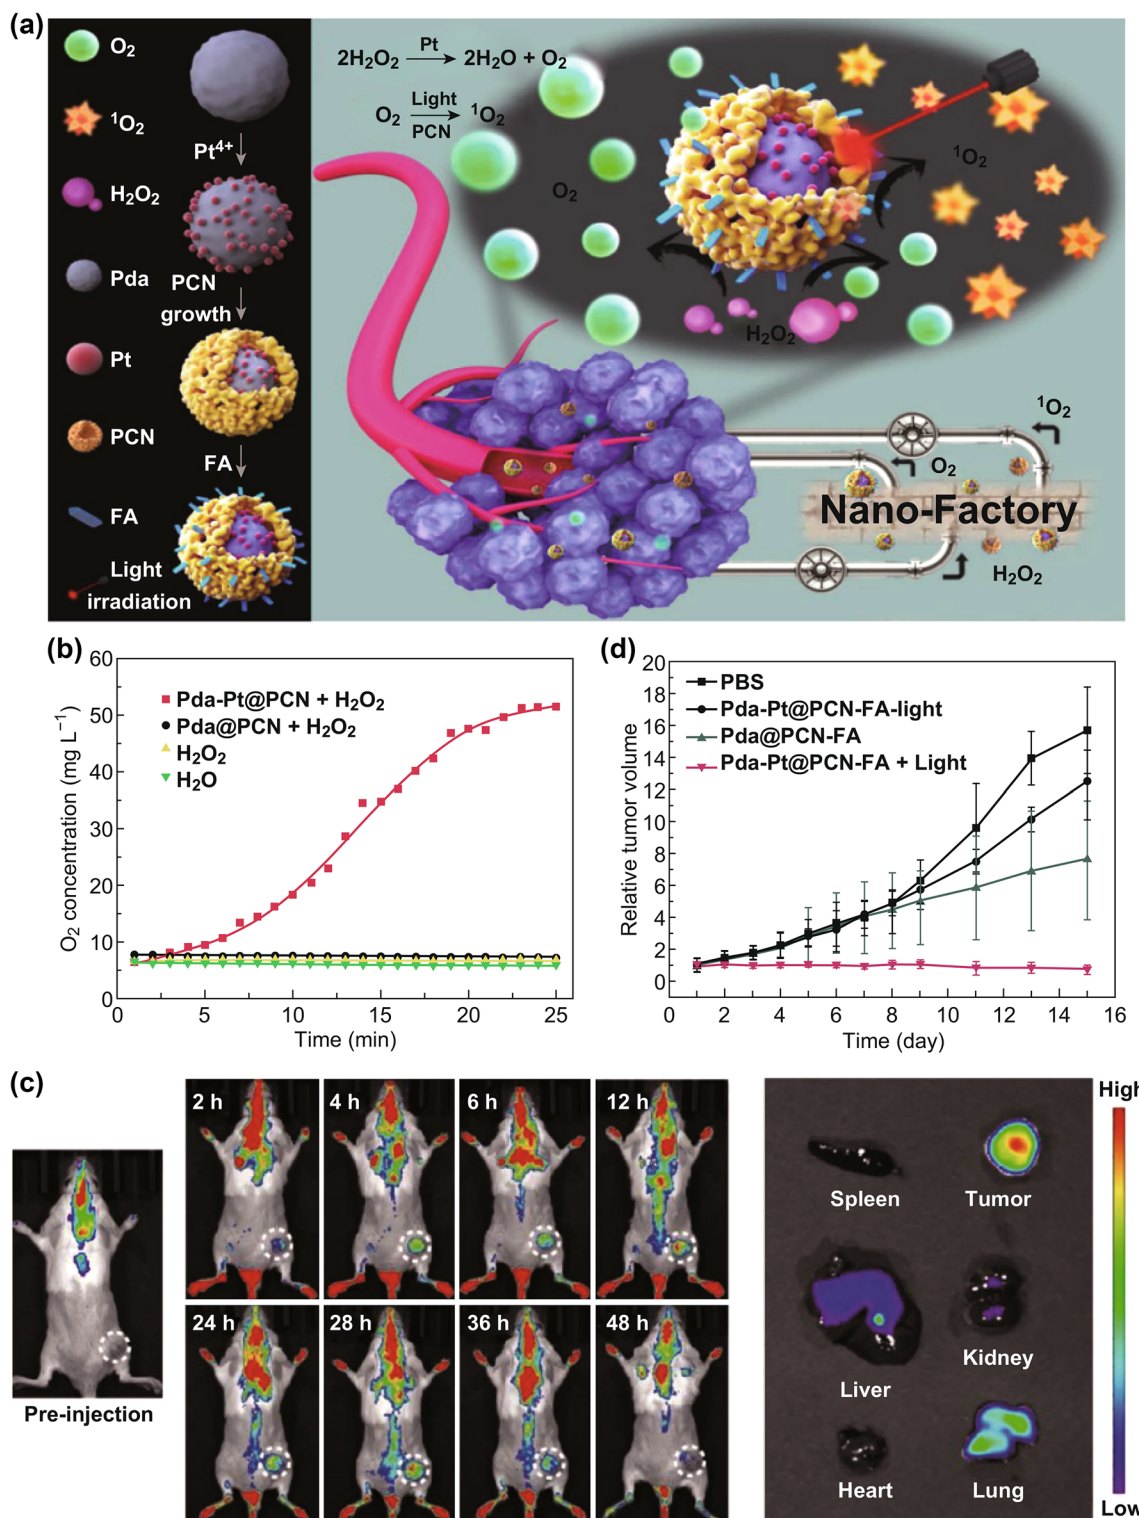 (a)
O₂
¹O₂
H₂O₂
Pda
Pt
PCN
FA
Light
irradiation
Pt⁴⁺
PCN
growth
FA
2H₂O₂ Pt 2H₂O + O₂
O₂ Light PCN ¹O₂
O₂
¹O₂
H₂O₂
¹O₂
O₂
Nano-Factory
H₂O₂
(b)
60
50
40
30
20
10
0
O₂ concentration (mg L⁻¹)
Pda-Pt@PCN + H₂O₂
Pda@PCN + H₂O₂
H₂O₂
H₂O
0 5 10 15 20 25
Time (min)
(d)
20
18
16
14
12
10
8
6
4
2
0
Relative tumor volume
PBS
Pda-Pt@PCN-FA-light
Pda@PCN-FA
Pda-Pt@PCN-FA + Light
0 2 4 6 8 10 12 14 16
Time (day)
(c)
Pre-injection
2 h 4 h 6 h 12 h
24 h 28 h 36 h 48 h
Spleen Tumor
Liver Kidney
Heart Lung
High
Low